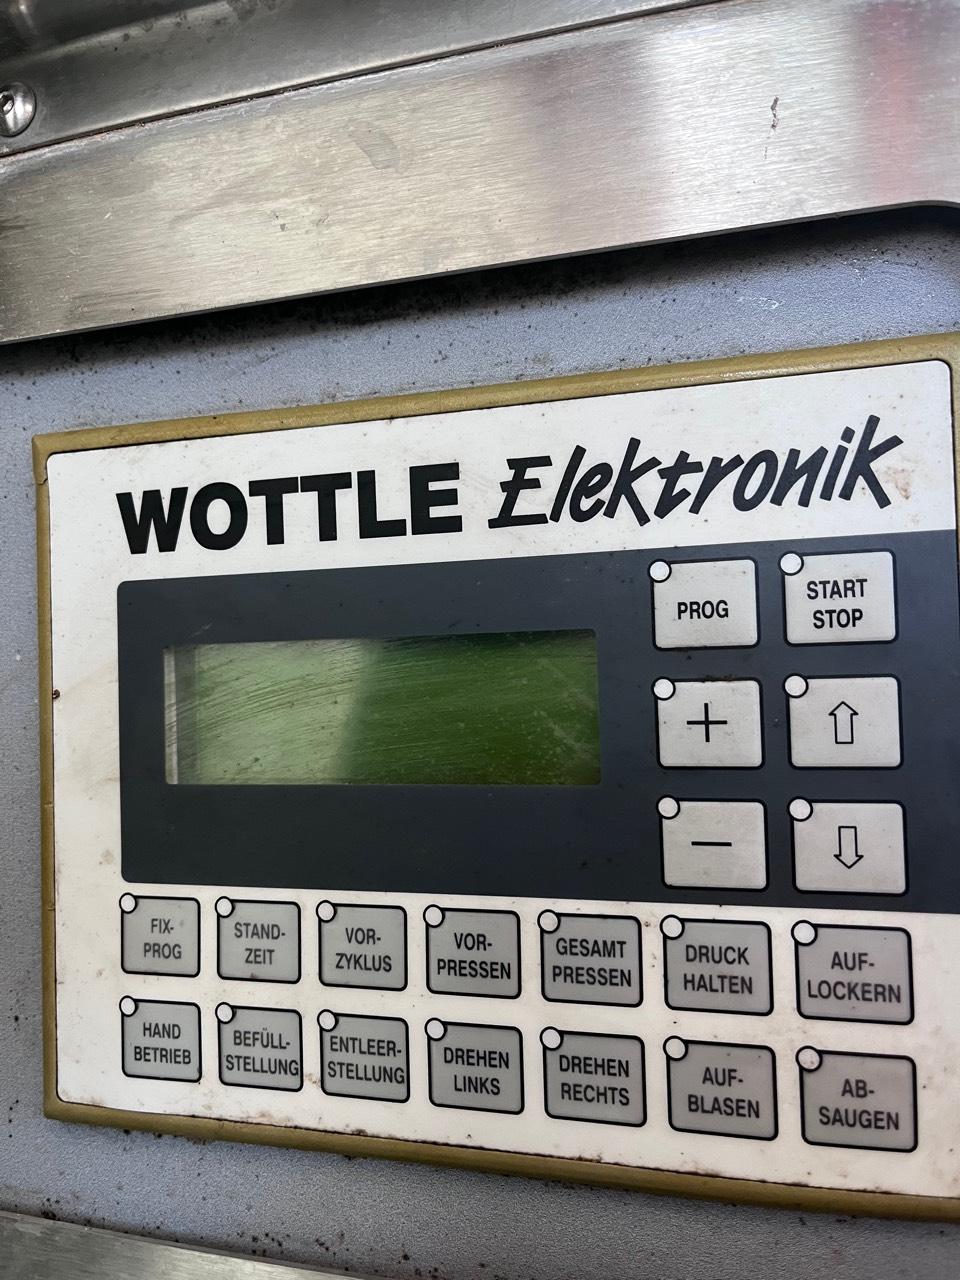 WOTTLE Elektronik
PROG
START
STOP
+
−
FIX-
PROG
STAND-
ZEIT
VOR-
ZYKLUS
VOR-
PRESSEN
GESAMT
PRESSEN
DRUCK
HALTEN
AUF-
LOCKERN
HAND
BETRIEB
BEFÜLL-
STELLUNG
ENTLEER-
STELLUNG
DREHEN
LINKS
DREHEN
RECHTS
AUF-
BLASEN
AB-
SAUGEN